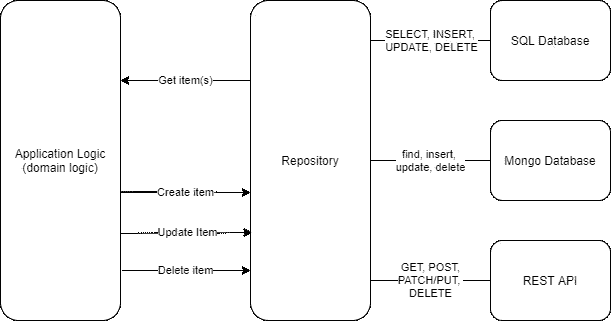 SELECT, INSERT,
UPDATE, DELETE
SQL Database
Get item(s)
Application Logic
(domain logic)
Repository
find, insert,
update, delete
Mongo Database
Create item
Update Item
Delete item
GET, POST,
PATCH/PUT,
DELETE
REST API